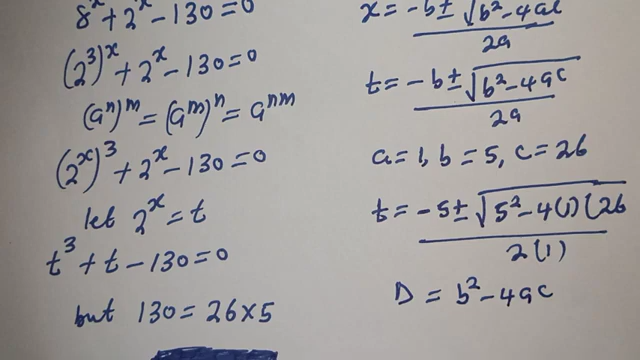 8^x + 2^x - 130 = 0
(2^3)^x + 2^x - 130 = 0
(a^n)^m = (a^m)^n = a^nm
(2^x)^3 + 2^x - 130 = 0
let 2^x = t
t^3 + t - 130 = 0
but 130 = 26 × 5
x = -b ± √b^2 - 4ac
2a
t = -b ± √b^2 - 4ac
2a
a = 1, b = 5, c = 26
t = -5 ± √5^2 - 4(1)(26
2(1)
D = b^2 - 4ac